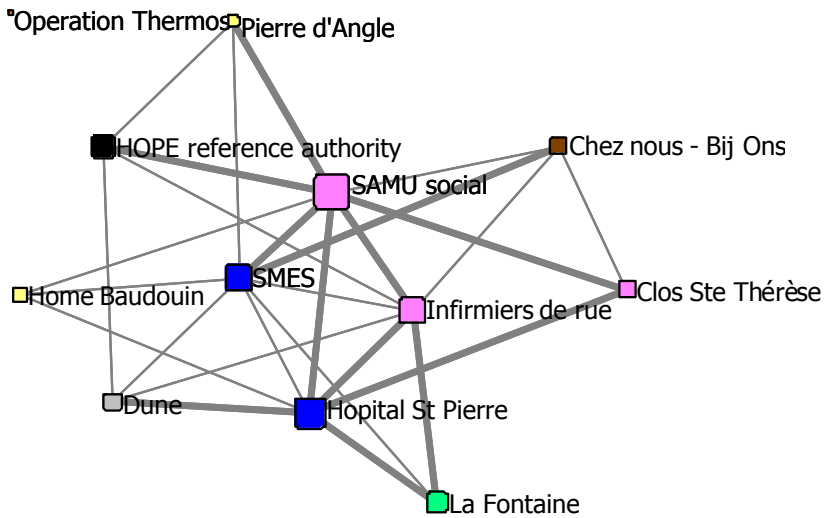 Operation Thermos
Pierre d'Angle
HOPE reference authority
Chez nous - Bij Ons
SAMU social
SMES
Home Baudouin
Infirmiers de rue
Clos Ste Thérèse
Dune
Hopital St Pierre
La Fontaine